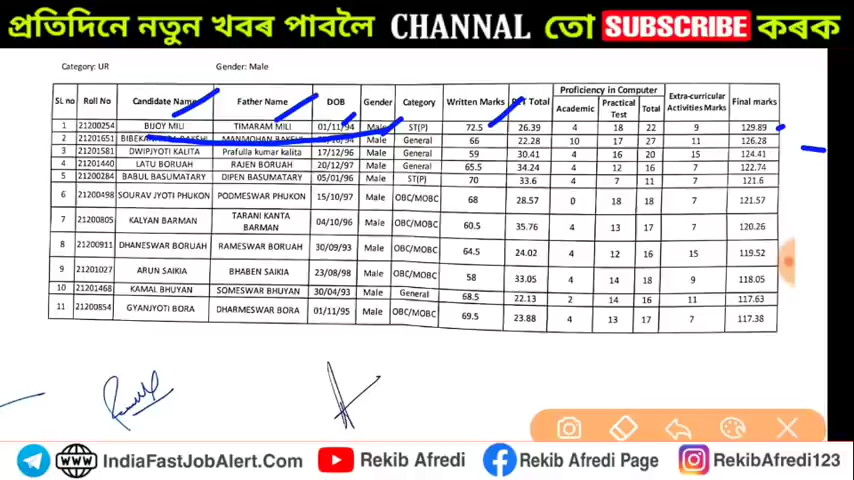 প্ৰতিদিনে নতুন খবৰ পাবলৈ CHANNAL তো SUBSCRIBE কৰক
Category: UR Gender: Male
SL no Roll No Candidate Name Father Name DOB Gender Category Written Marks Total Proficiency in Computer Academic Practical Test Total Extra-curricular Activities Marks Final marks
1 21200254 BIJOY MILI TIMARAM MILI 01/11/94 Male ST(P) 72.5 26.39 4 18 22 9 129.89
2 21201651 MANMOHAN Male General 66 22.28 10 17 27 11 126.28
3 21201581 DWIPJYOTI KALITA Prafulla kumar kalita 17/12/96 Male General 59 30.41 4 16 20 15 124.41
4 21201440 LATU BORUAH RAJEN BORUAH 20/12/97 Male General 65.5 34.24 4 12 16 7 122.74
5 21200284 BABUL BASUMATARY DIPEN BASUMATARY 05/01/96 Male ST(P) 70 33.6 4 7 11 7 121.6
6 21200498 SOURAV JYOTI PHUKON PODMESWAR PHUKON 15/10/97 Male OBC/MOBC 68 28.57 0 18 18 7 121.57
7 21200805 KALYAN BARMAN TARANI KANTA BARMAN 04/10/96 Male OBC/MOBC 60.5 35.76 4 13 17 7 120.26
8 21200911 DHANESWAR BORUAH RAMESWAR BORUAH 30/09/93 Male OBC/MOBC 64.5 24.02 4 12 16 15 119.52
9 21201027 ARUN SAIKIA BHABEN SAIKIA 23/08/98 Male OBC/MOBC 58 33.05 4 14 18 9 118.05
10 21201468 KAMAL BHUYAN SOMESWAR BHUYAN 30/04/93 Male General 68.5 22.13 2 14 16 11 117.63
11 21200854 GYANJYOTI BORA DHARMESWAR BORA 01/11/95 Male OBC/MOBC 69.5 23.88 4 13 17 7 117.38
IndiaFastJobAlert.Com Rekib Afredi Rekib Afredi Page RekibAfredi123